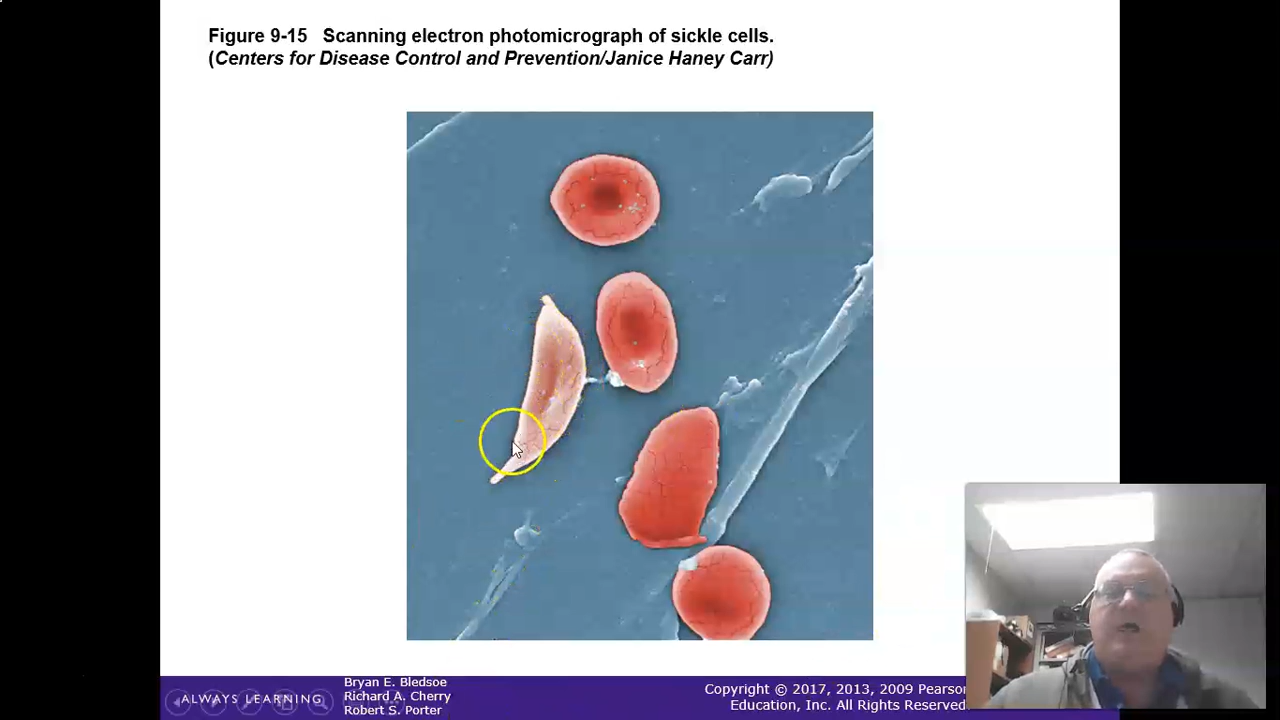 Figure 9-15 Scanning electron photomicrograph of sickle cells.
(Centers for Disease Control and Prevention/Janice Haney Carr)
ALWAYS LEARNING
Bryan E. Bledsoe
Richard A. Cherry
Robert S. Porter
Copyright © 2017, 2013, 2009 Pearson
Education, Inc. All Rights Reserved.